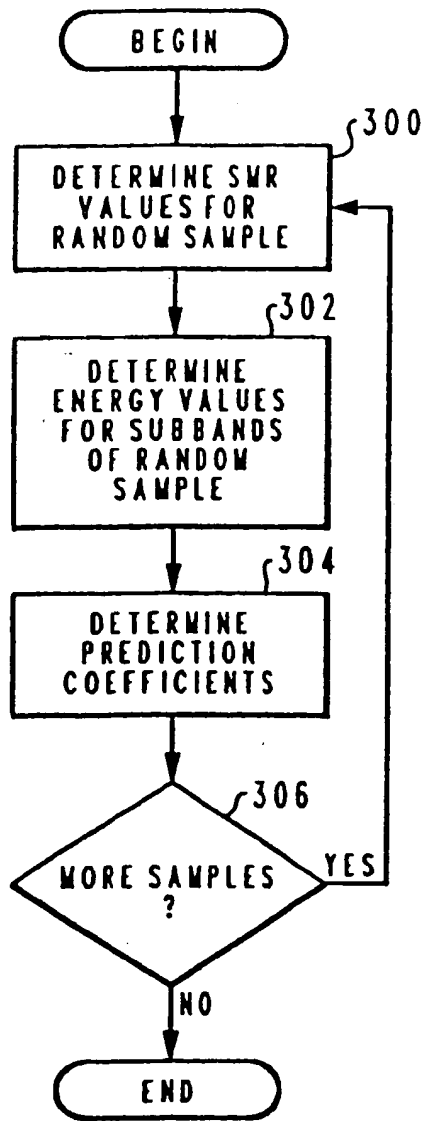 BEGIN
300
DETERMINE SMR
VALUES FOR
RANDOM SAMPLE
302
DETERMINE
ENERGY VALUES
FOR SUBBANDS
OF RANDOM
SAMPLE
304
DETERMINE
PREDICTION
COEFFICIENTS
306
MORE SAMPLES
?
YES
NO
END